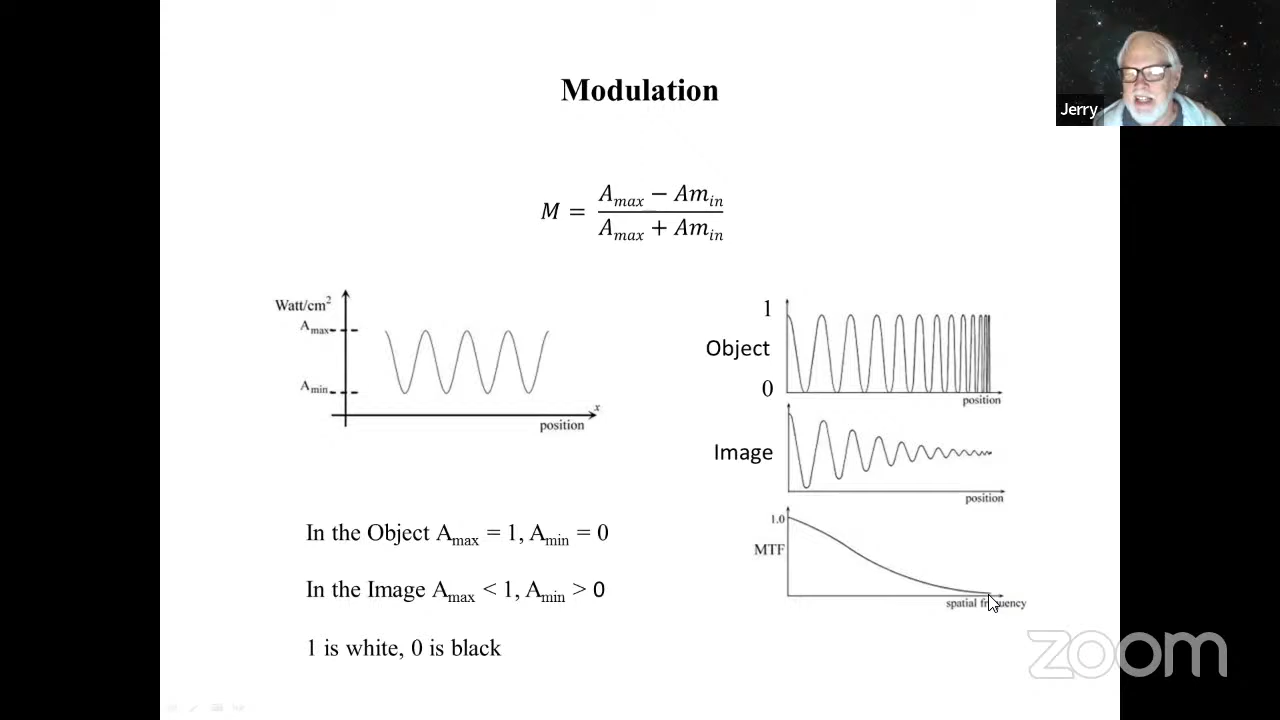 Jerry
Modulation
M = (A_max − Am_in) / (A_max + Am_in)
Watt/cm²
A_max
A_min
x
position
1
Object
0
position
Image
position
1.0
MTF
spatial frequency
In the Object A_max = 1, A_min = 0
In the Image A_max < 1, A_min > 0
1 is white, 0 is black
zoom